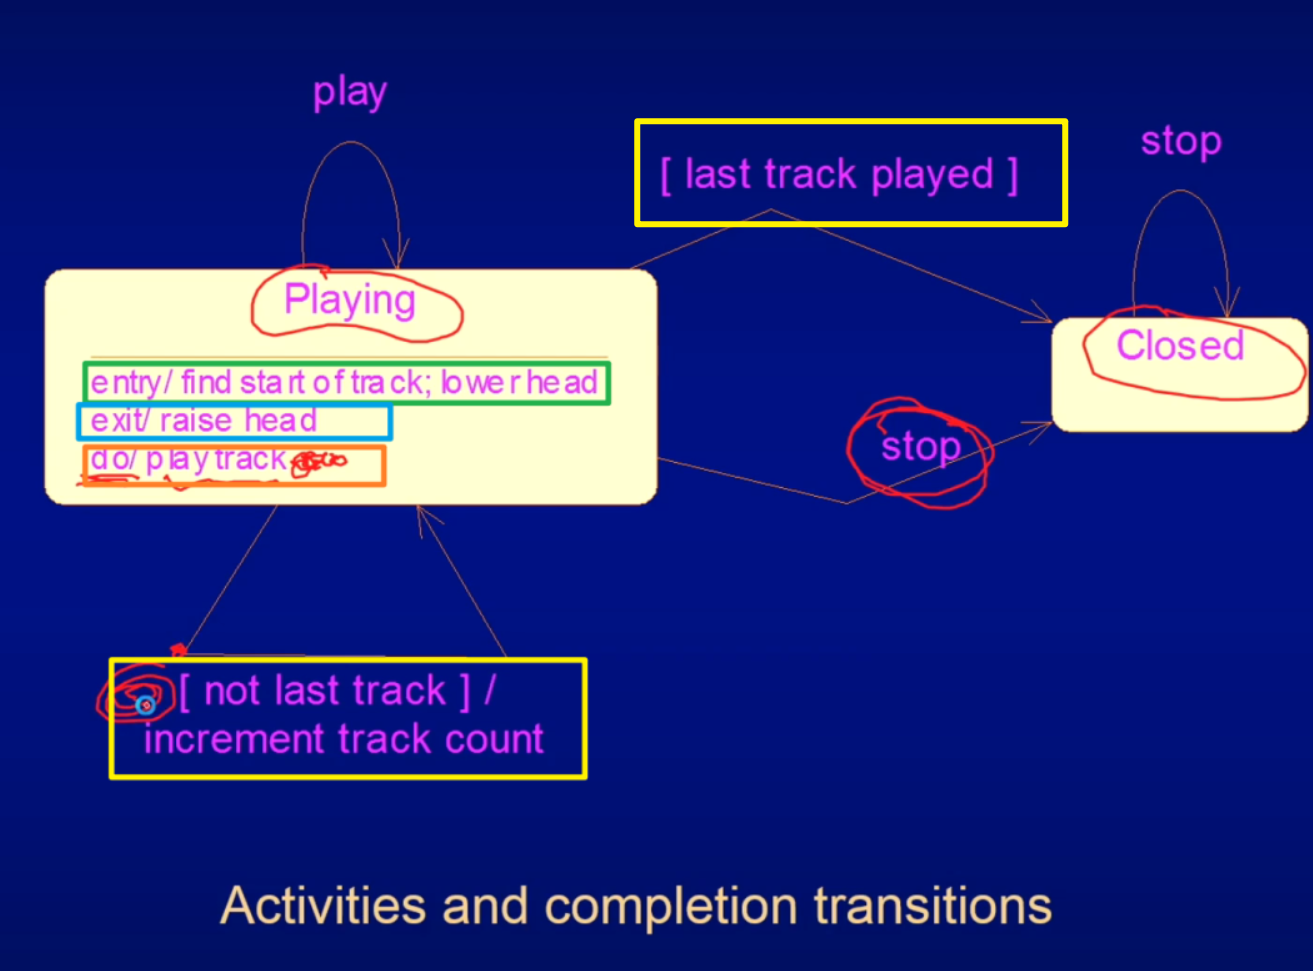 play
[ last track played ]
stop
Playing
entry/ find start of track; lower head
exit/ raise head
do/ play track
Closed
stop
[ not last track ] /
increment track count
Activities and completion transitions